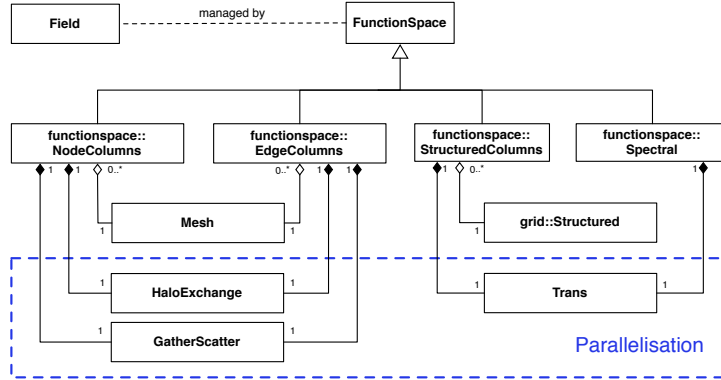 Field
managed by
FunctionSpace
functionspace::
NodeColumns
functionspace::
EdgeColumns
functionspace::
StructuredColumns
functionspace::
Spectral
1
1
0..*
0..*
1
1
1
0..*
1
Mesh
1
1
grid::Structured
1
HaloExchange
1
1
Trans
1
1
GatherScatter
1
1
Parallelisation